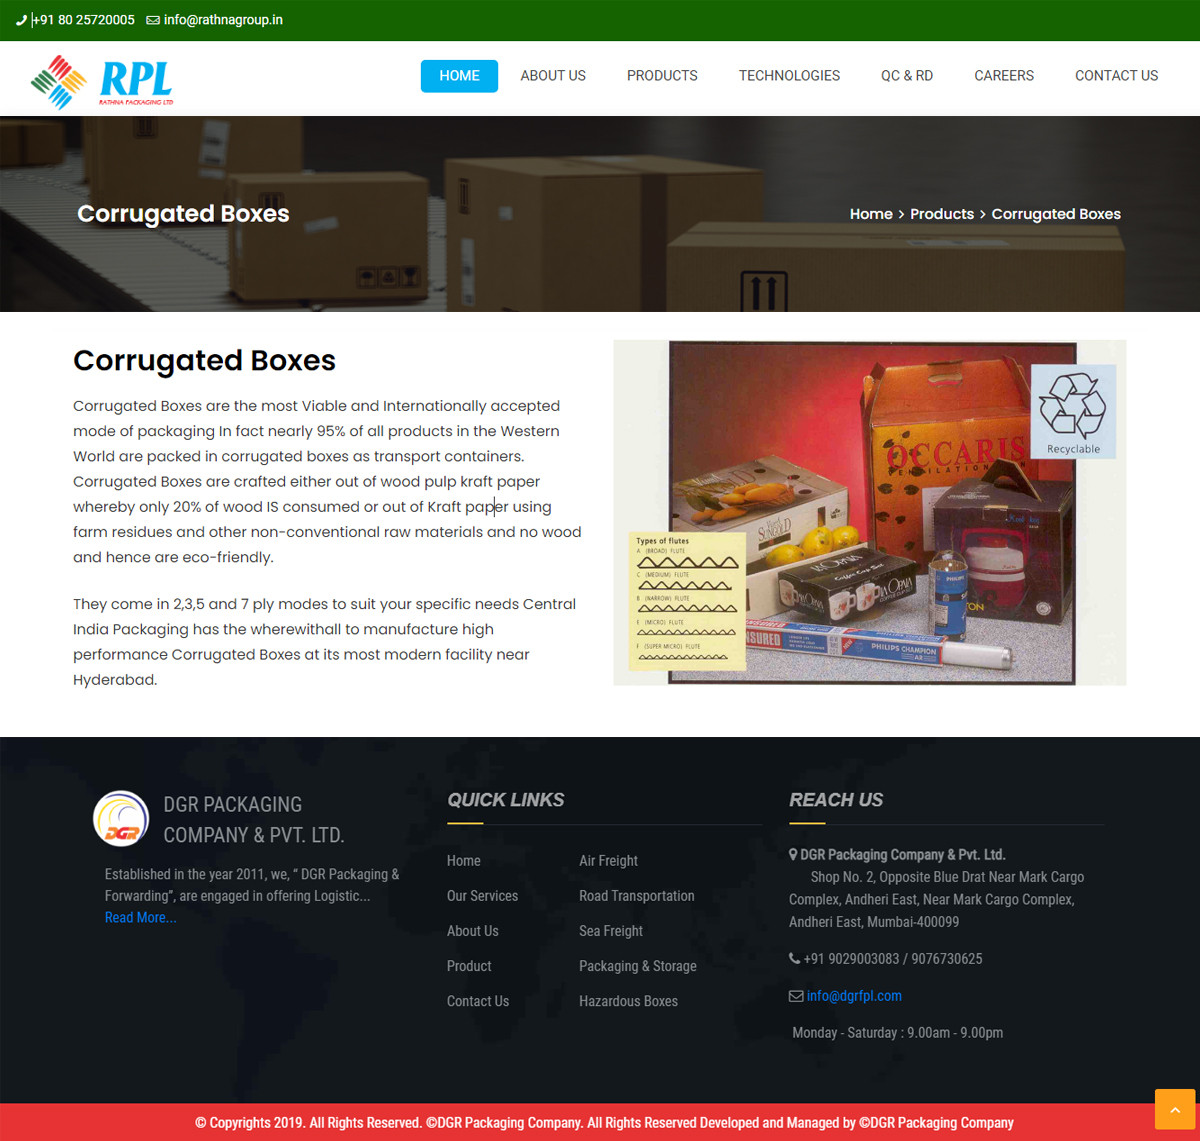 +91 80 25720005 info@rathnagroup.in
RPL
RATHNA PACKAGING LTD
HOME ABOUT US PRODUCTS TECHNOLOGIES QC & RD CAREERS CONTACT US
Corrugated Boxes
Home > Products > Corrugated Boxes
Corrugated Boxes
Corrugated Boxes are the most Viable and Internationally accepted
mode of packaging In fact nearly 95% of all products in the Western
World are packed in corrugated boxes as transport containers.
Corrugated Boxes are crafted either out of wood pulp kraft paper
whereby only 20% of wood IS consumed or out of Kraft paper using
farm residues and other non-conventional raw materials and no wood
and hence are eco-friendly.
They come in 2,3,5 and 7 ply modes to suit your specific needs Central
India Packaging has the wherewithall to manufacture high
performance Corrugated Boxes at its most modern facility near
Hyderabad.
Recyclable
OCCARIS
SUNGOLD
Types of flutes
A (BROAD) FLUTE
C (MEDIUM) FLUTE
B (NARROW) FLUTE
E (MICRO) FLUTE
F (SUPER MICRO) FLUTE
LA OPALA
Coffee Cup Set
LA OPALA
PHILIPS
INSURED
PHILIPS CHAMPION
DGR
DGR PACKAGING
COMPANY & PVT. LTD.
Established in the year 2011, we, “ DGR Packaging &
Forwarding”, are engaged in offering Logistic...
Read More...
QUICK LINKS
Home
Our Services
About Us
Product
Contact Us
Air Freight
Road Transportation
Sea Freight
Packaging & Storage
Hazardous Boxes
REACH US
DGR Packaging Company & Pvt. Ltd.
Shop No. 2, Opposite Blue Drat Near Mark Cargo
Complex, Andheri East, Near Mark Cargo Complex,
Andheri East, Mumbai-400099
+91 9029003083 / 9076730625
info@dgrfpl.com
Monday - Saturday : 9.00am - 9.00pm
© Copyrights 2019. All Rights Reserved. ©DGR Packaging Company. All Rights Reserved Developed and Managed by ©DGR Packaging Company